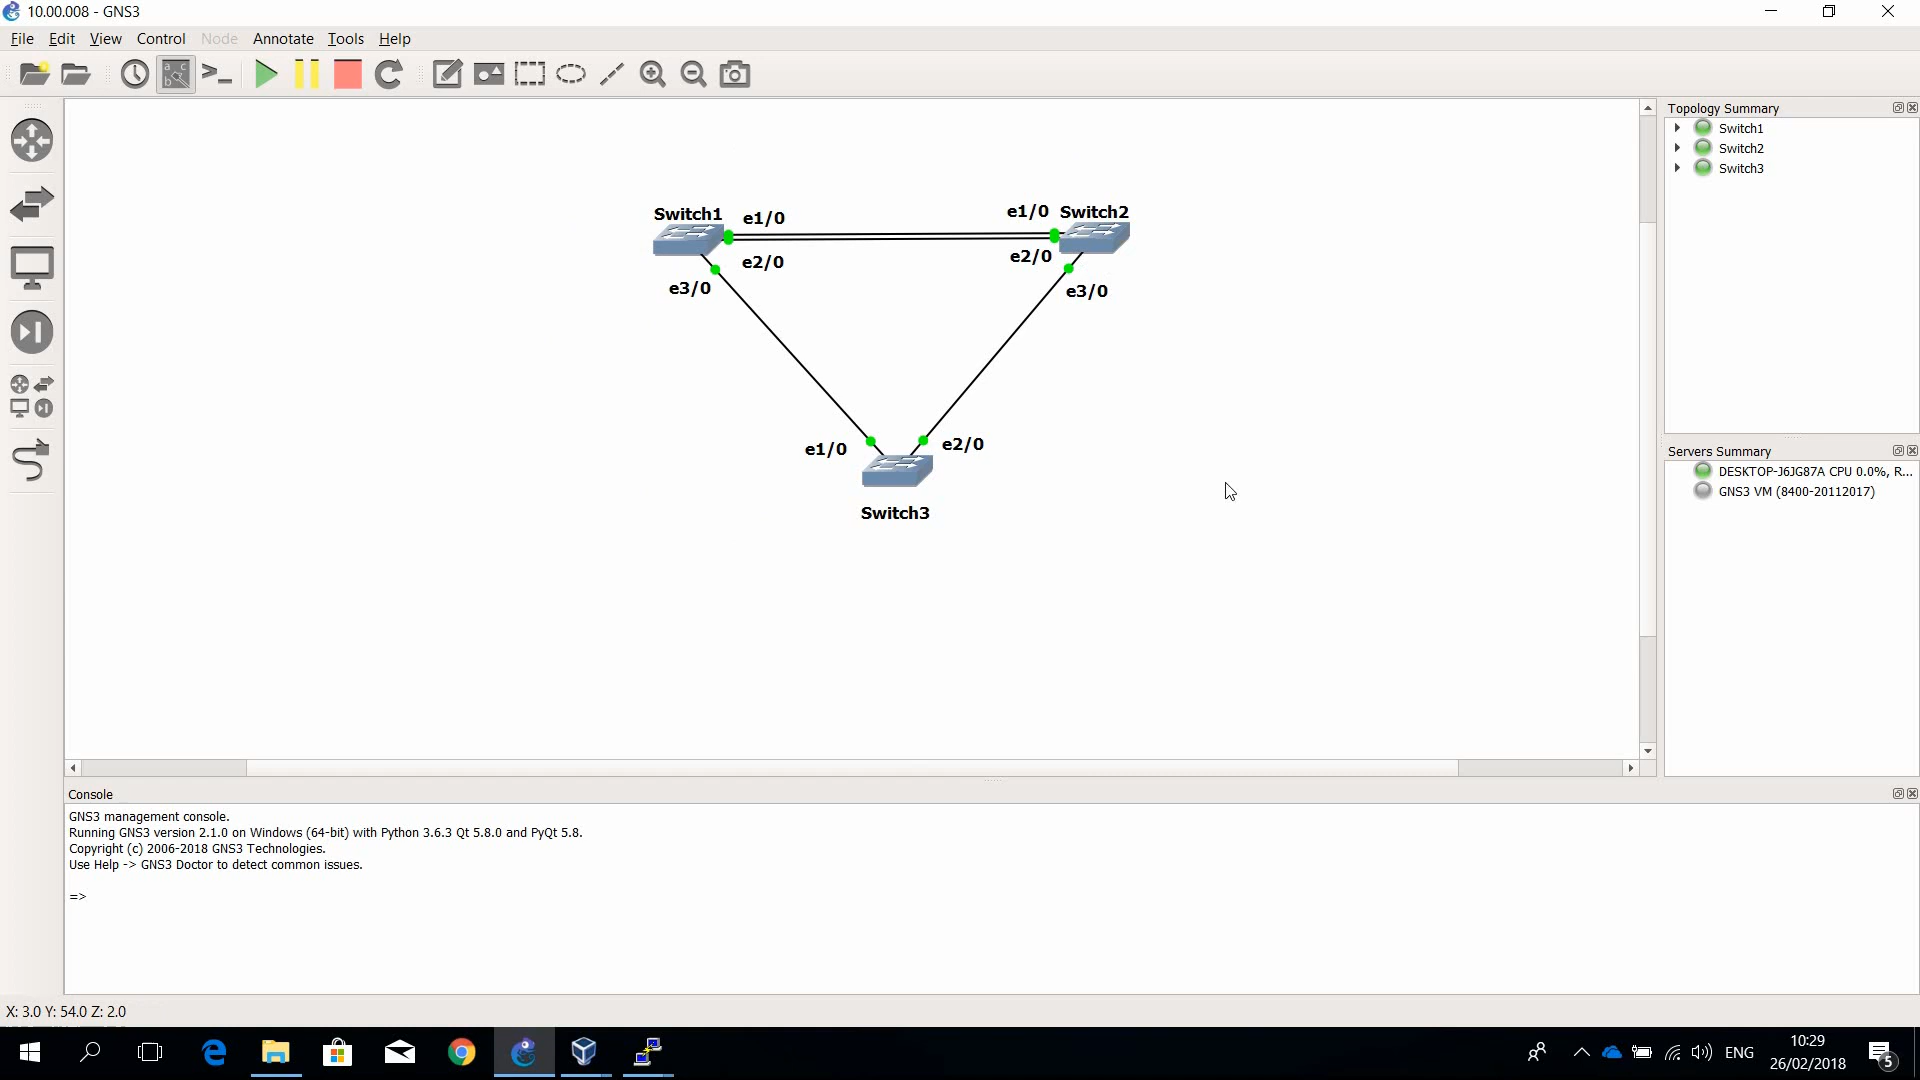 10.00.008 - GNS3
File Edit View Control Node Annotate Tools Help
Topology Summary
Switch1
Switch2
Switch3
Switch1 e1/0 e1/0 Switch2
e2/0 e2/0
e3/0 e3/0
e1/0 e2/0
Switch3
Servers Summary
DESKTOP-J6JG87A CPU 0.0%, R...
GNS3 VM (8400-20112017)
Console
GNS3 management console.
Running GNS3 version 2.1.0 on Windows (64-bit) with Python 3.6.3 Qt 5.8.0 and PyQt 5.8.
Copyright (c) 2006-2018 GNS3 Technologies.
Use Help -> GNS3 Doctor to detect common issues.
=>
X: 3.0 Y: 54.0 Z: 2.0
ENG
10:29
26/02/2018
5